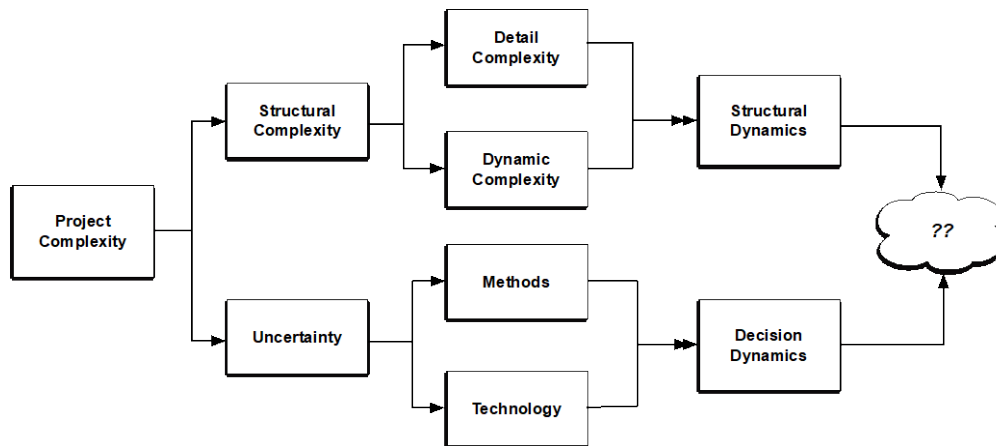 Detail
Complexity
Structural
Complexity
Structural
Dynamics
Dynamic
Complexity
Project
Complexity
??
Methods
Uncertainty
Decision
Dynamics
Technology